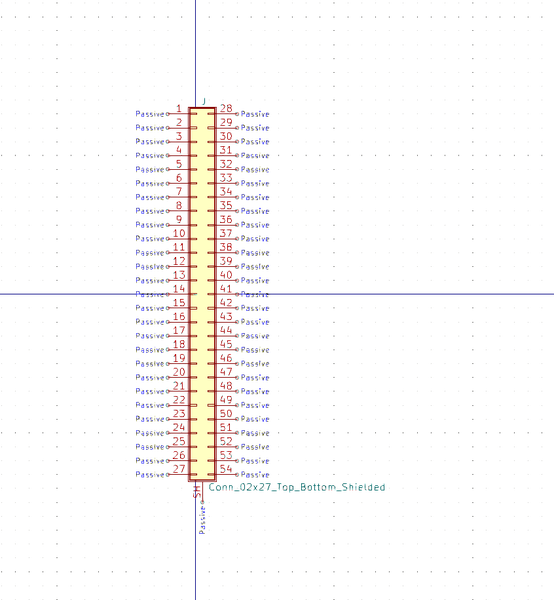 J
Passive 1 28 Passive
Passive 2 29 Passive
Passive 3 30 Passive
Passive 4 31 Passive
Passive 5 32 Passive
Passive 6 33 Passive
Passive 7 34 Passive
Passive 8 35 Passive
Passive 9 36 Passive
Passive 10 37 Passive
Passive 11 38 Passive
Passive 12 39 Passive
Passive 13 40 Passive
Passive 14 41 Passive
Passive 15 42 Passive
Passive 16 43 Passive
Passive 17 44 Passive
Passive 18 45 Passive
Passive 19 46 Passive
Passive 20 47 Passive
Passive 21 48 Passive
Passive 22 49 Passive
Passive 23 50 Passive
Passive 24 51 Passive
Passive 25 52 Passive
Passive 26 53 Passive
Passive 27 54 Passive
SH
Conn_02x27_Top_Bottom_Shielded
Passive